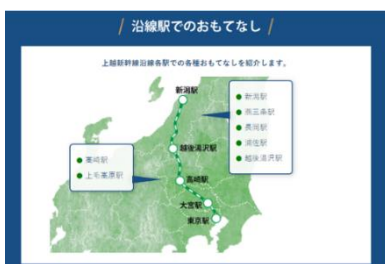 沿線駅でのおもてなし
上越新幹線沿線各駅での各種おもてなしを紹介します。
新潟駅
新潟駅
燕三条駅
長岡駅
浦佐駅
越後湯沢駅
越後湯沢駅
高崎駅
上毛高原駅
高崎駅
大宮駅
東京駅